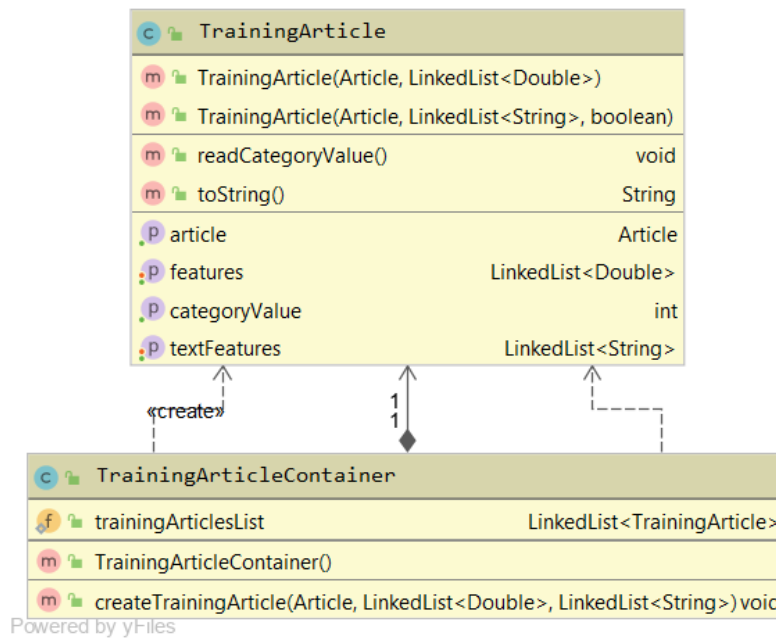 C TrainingArticle
m TrainingArticle(Article, LinkedList<Double>)
m TrainingArticle(Article, LinkedList<String>, boolean)
m readCategoryValue() void
m toString() String
p article Article
p features LinkedList<Double>
p categoryValue int
p textFeatures LinkedList<String>
«create»
1
1
C TrainingArticleContainer
f trainingArticlesList LinkedList<TrainingArticle>
m TrainingArticleContainer()
m createTrainingArticle(Article, LinkedList<Double>, LinkedList<String>) void
Powered by yFiles